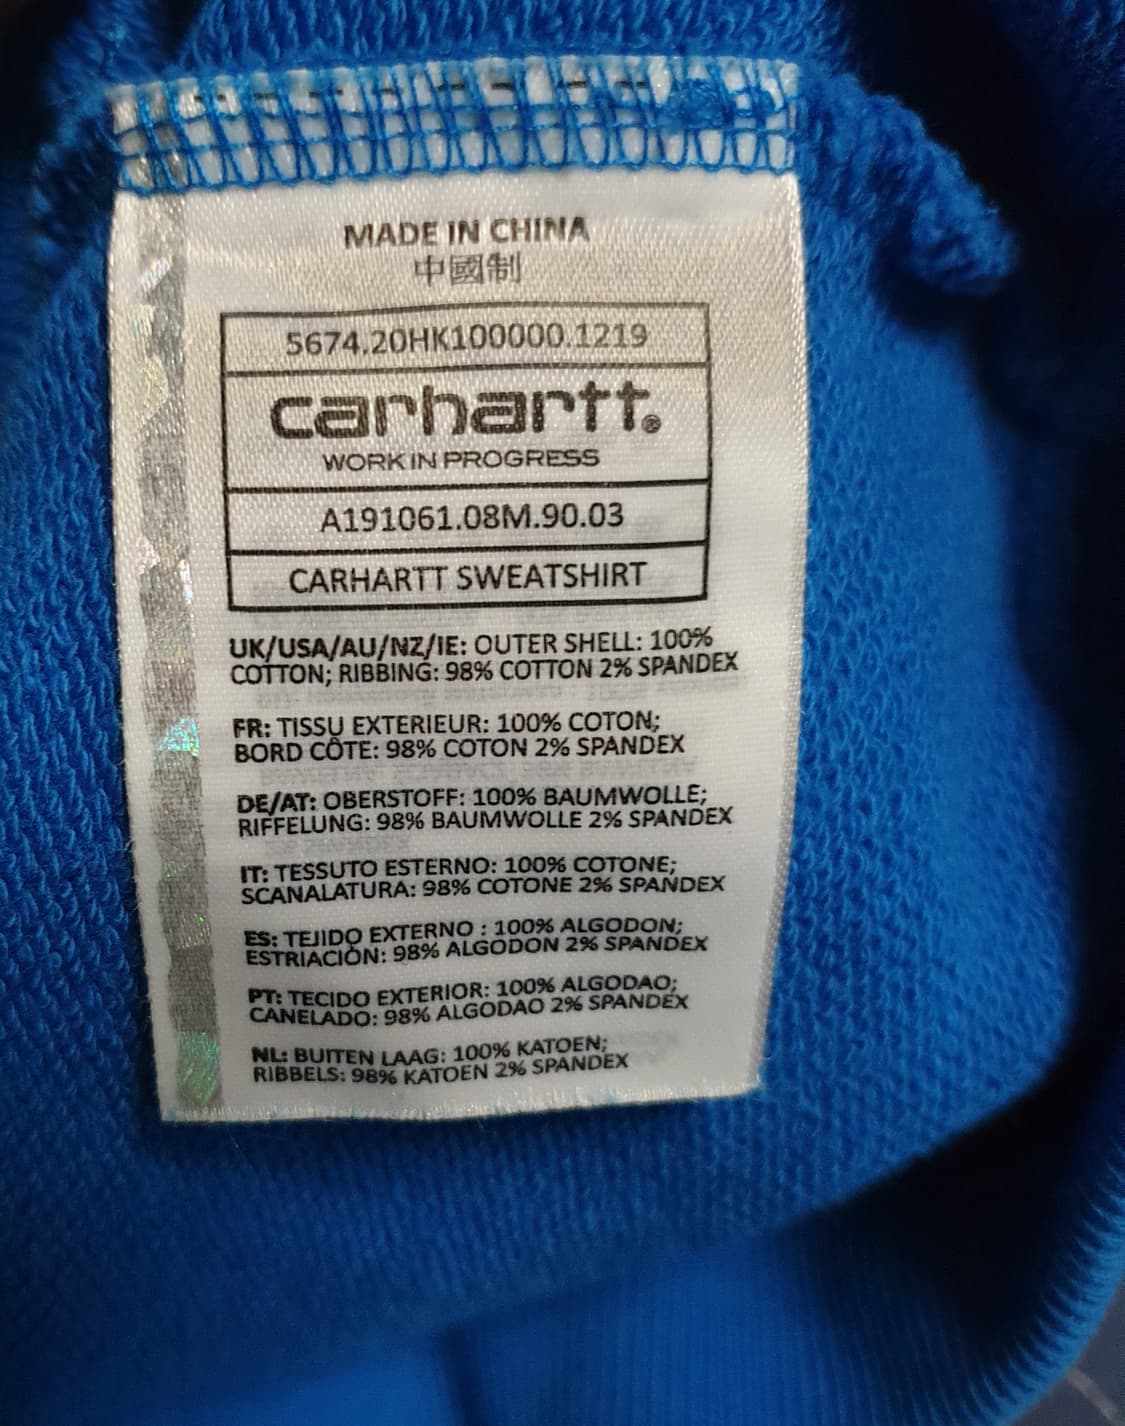 MADE IN CHINA
中國制
5674.20HK100000.1219
carhartt®
WORK IN PROGRESS
A191061.08M.90.03
CARHARTT SWEATSHIRT
UK/USA/AU/NZ/IE: OUTER SHELL: 100%
COTTON; RIBBING: 98% COTTON 2% SPANDEX
FR: TISSU EXTERIEUR: 100% COTON;
BORD CÔTE: 98% COTON 2% SPANDEX
DE/AT: OBERSTOFF: 100% BAUMWOLLE;
RIFFELUNG: 98% BAUMWOLLE 2% SPANDEX
IT: TESSUTO ESTERNO: 100% COTONE;
SCANALATURA: 98% COTONE 2% SPANDEX
ES: TEJIDO EXTERNO : 100% ALGODON;
ESTRIACIÓN: 98% ALGODON 2% SPANDEX
PT: TECIDO EXTERIOR: 100% ALGODAO;
CANELADO: 98% ALGODAO 2% SPANDEX
NL: BUITEN LAAG: 100% KATOEN;
RIBBELS: 98% KATOEN 2% SPANDEX